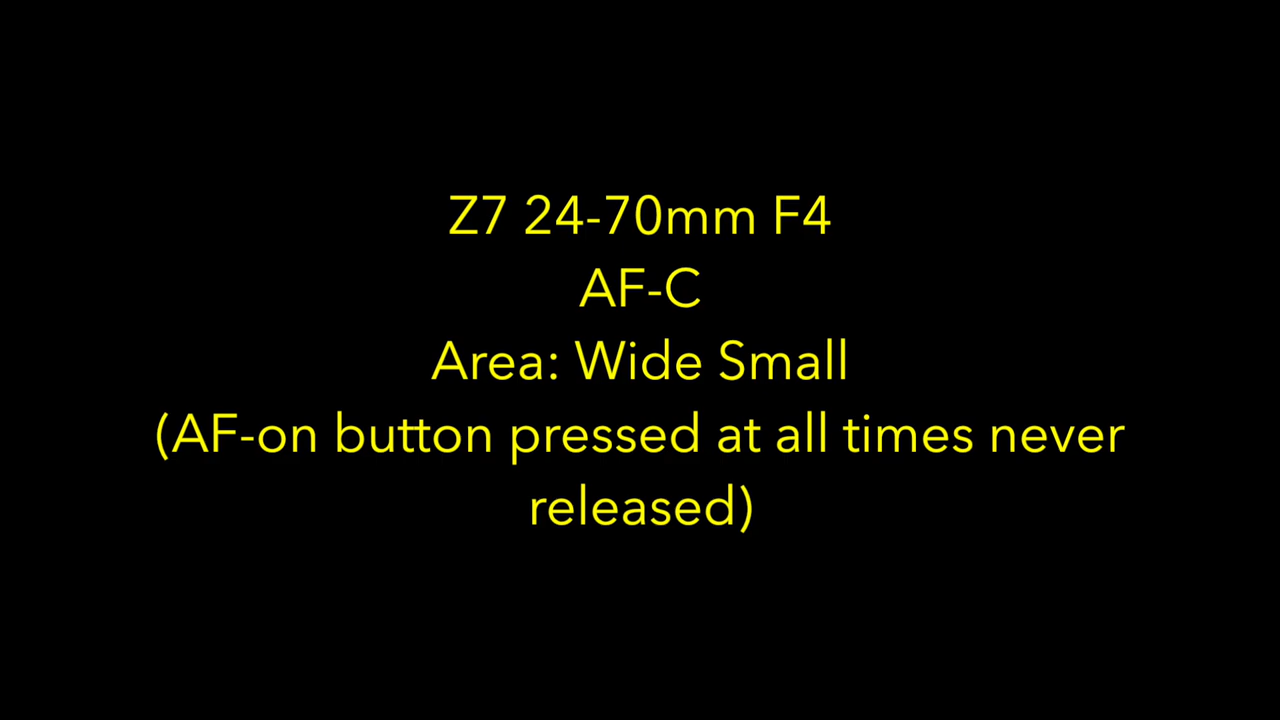 Z7 24-70mm F4
AF-C
Area: Wide Small
(AF-on button pressed at all times never
released)